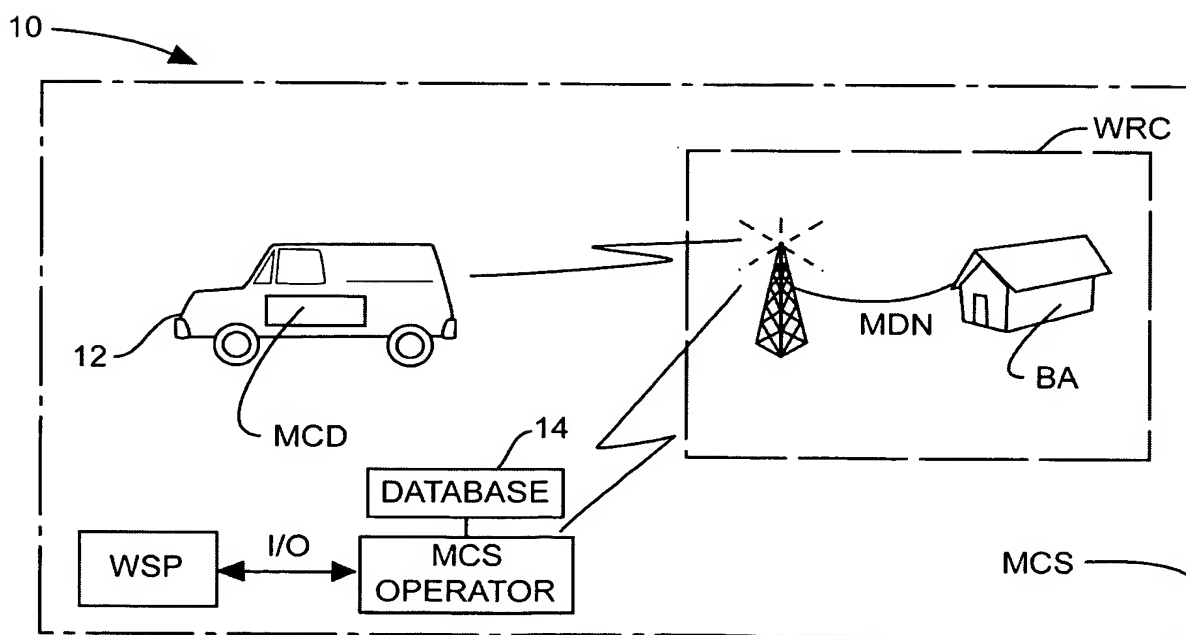 10
WRC
MDN
BA
12
MCD
14
DATABASE
WSP
I/O
MCS
OPERATOR
MCS